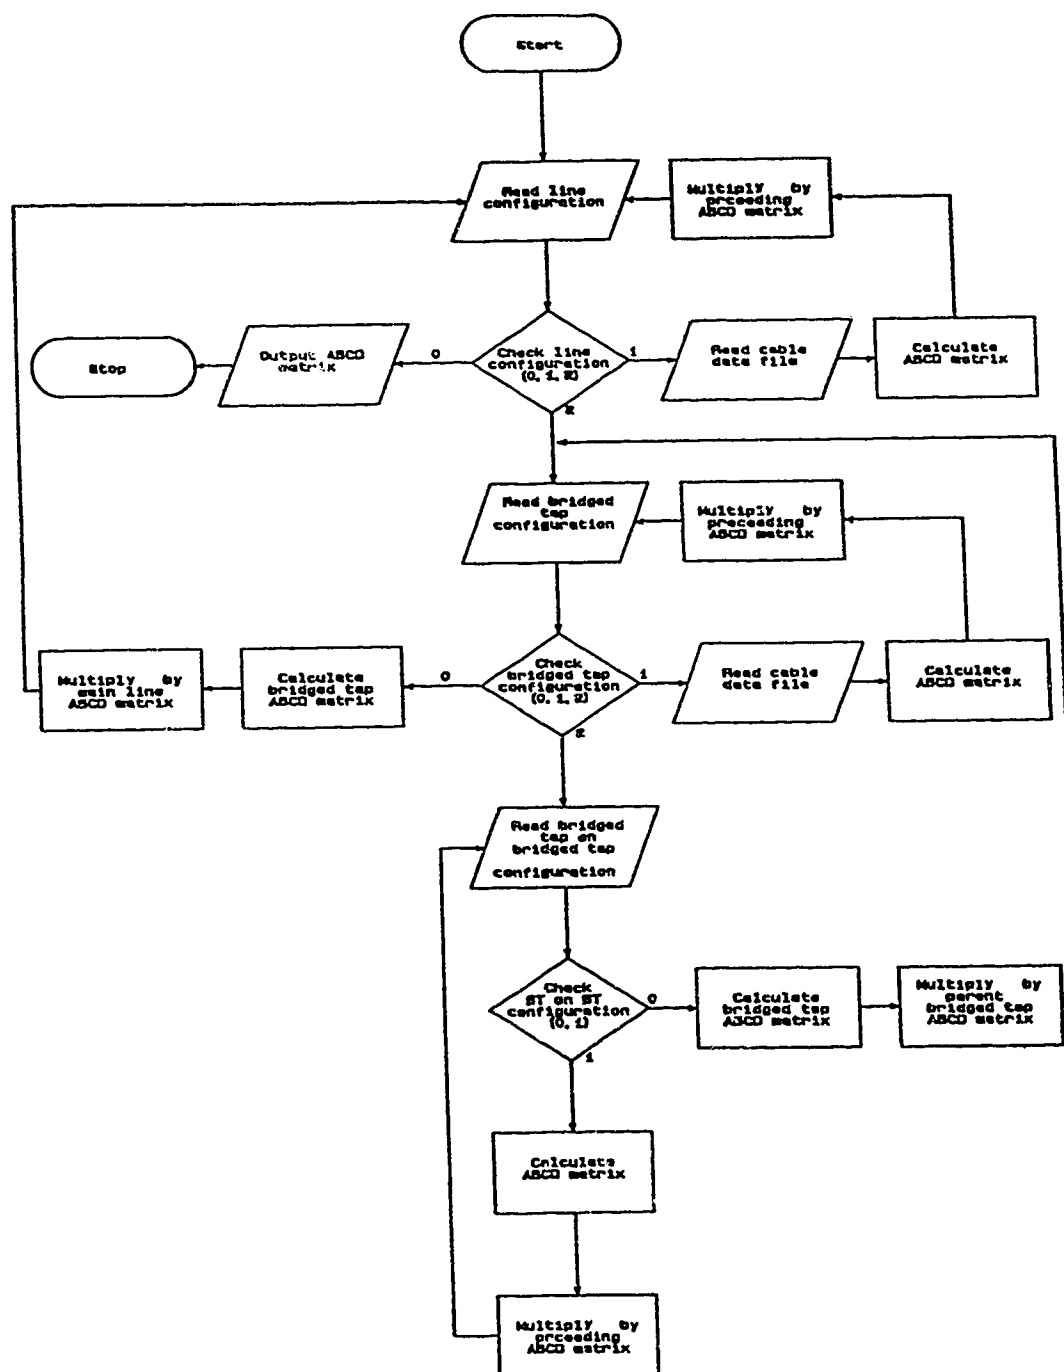 Start
Read line
configuration
Multiply by
preceeding
ABCD matrix
Stop
Output ABCD
matrix
0
Check line
configuration
(0, 1, 2)
1
Read cable
data file
Calculate
ABCD matrix
2
Read bridged
tap
configuration
Multiply by
preceeding
ABCD matrix
Multiply by
main line
ABCD matrix
Calculate
bridged tap
ABCD matrix
0
Check
bridged tap
configuration
(0, 1, 2)
1
Read cable
data file
Calculate
ABCD matrix
2
Read bridged
tap on
bridged tap
configuration
Check
BT on BT
configuration
(0, 1)
0
Calculate
bridged tap
ABCD matrix
Multiply by
parent
bridged tap
ABCD matrix
1
Calculate
ABCD matrix
Multiply by
preceeding
ABCD matrix